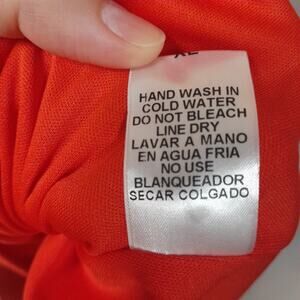 XL
HAND WASH IN
COLD WATER
DO NOT BLEACH
LINE DRY
LAVAR A MANO
EN AGUA FRIA
NO USE
BLANQUEADOR
SECAR COLGADO